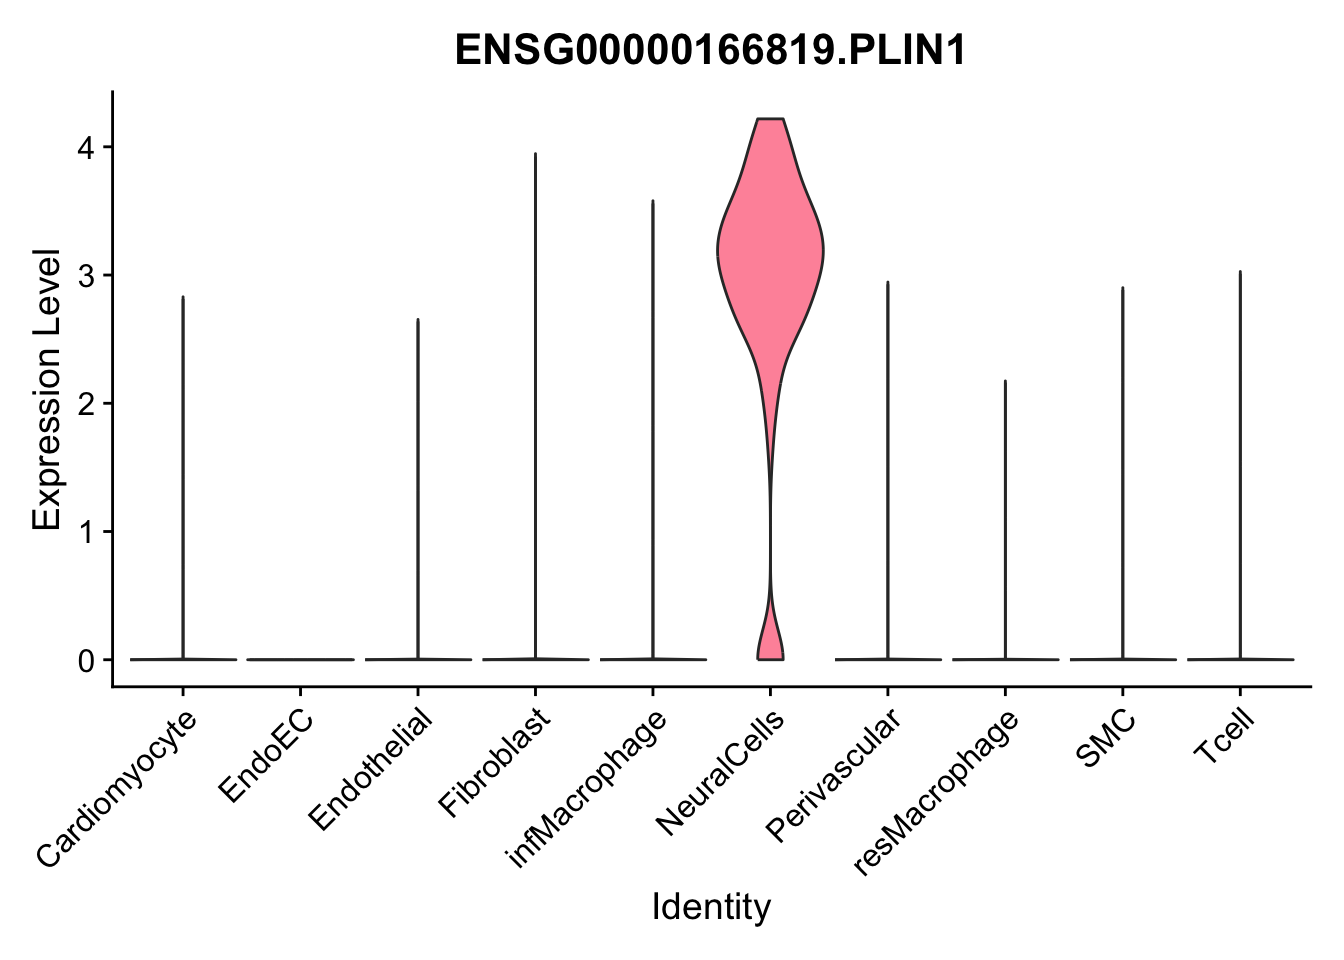 ENSG00000166819.PLIN1
Expression Level
4
3
2
1
0
Cardiomyocyte
EndoEC
Endothelial
Fibroblast
infMacrophage
NeuralCells
Perivascular
resMacrophage
SMC
Tcell
Identity